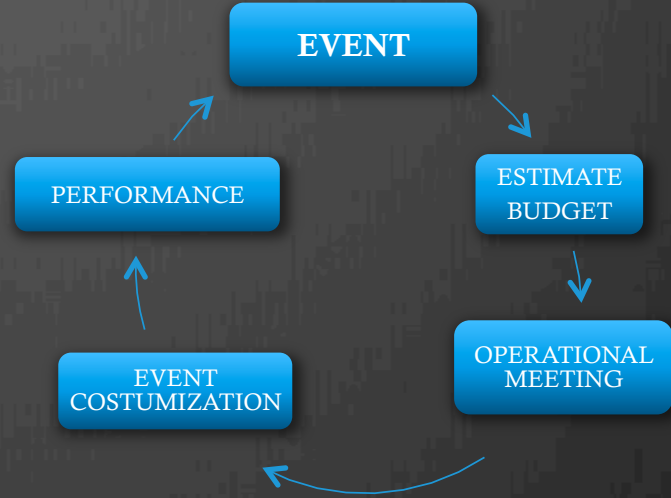 EVENT
ESTIMATE
BUDGET
OPERATIONAL
MEETING
EVENT
COSTUMIZATION
PERFORMANCE